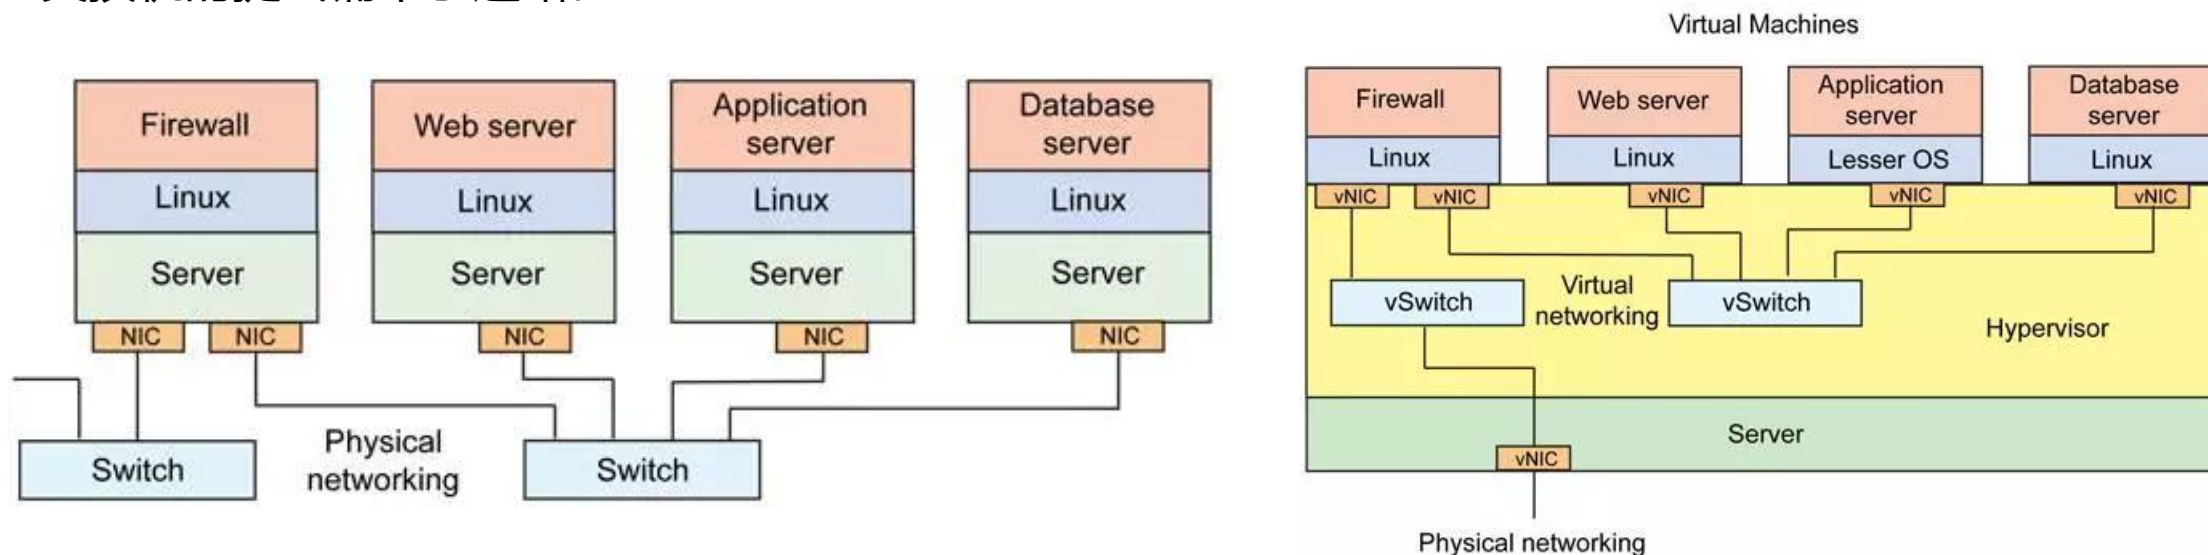 Firewall
Linux
Server
NIC
NIC
Web server
Linux
Server
NIC
Application
server
Linux
Server
NIC
Database
server
Linux
Server
NIC
Switch
Physical
networking
Switch
Virtual Machines
Firewall
Linux
vNIC
vNIC
Web server
Linux
vNIC
Application
server
Lesser OS
vNIC
Database
server
Linux
vNIC
vSwitch
Virtual
networking
vSwitch
Hypervisor
Server
vNIC
Physical networking